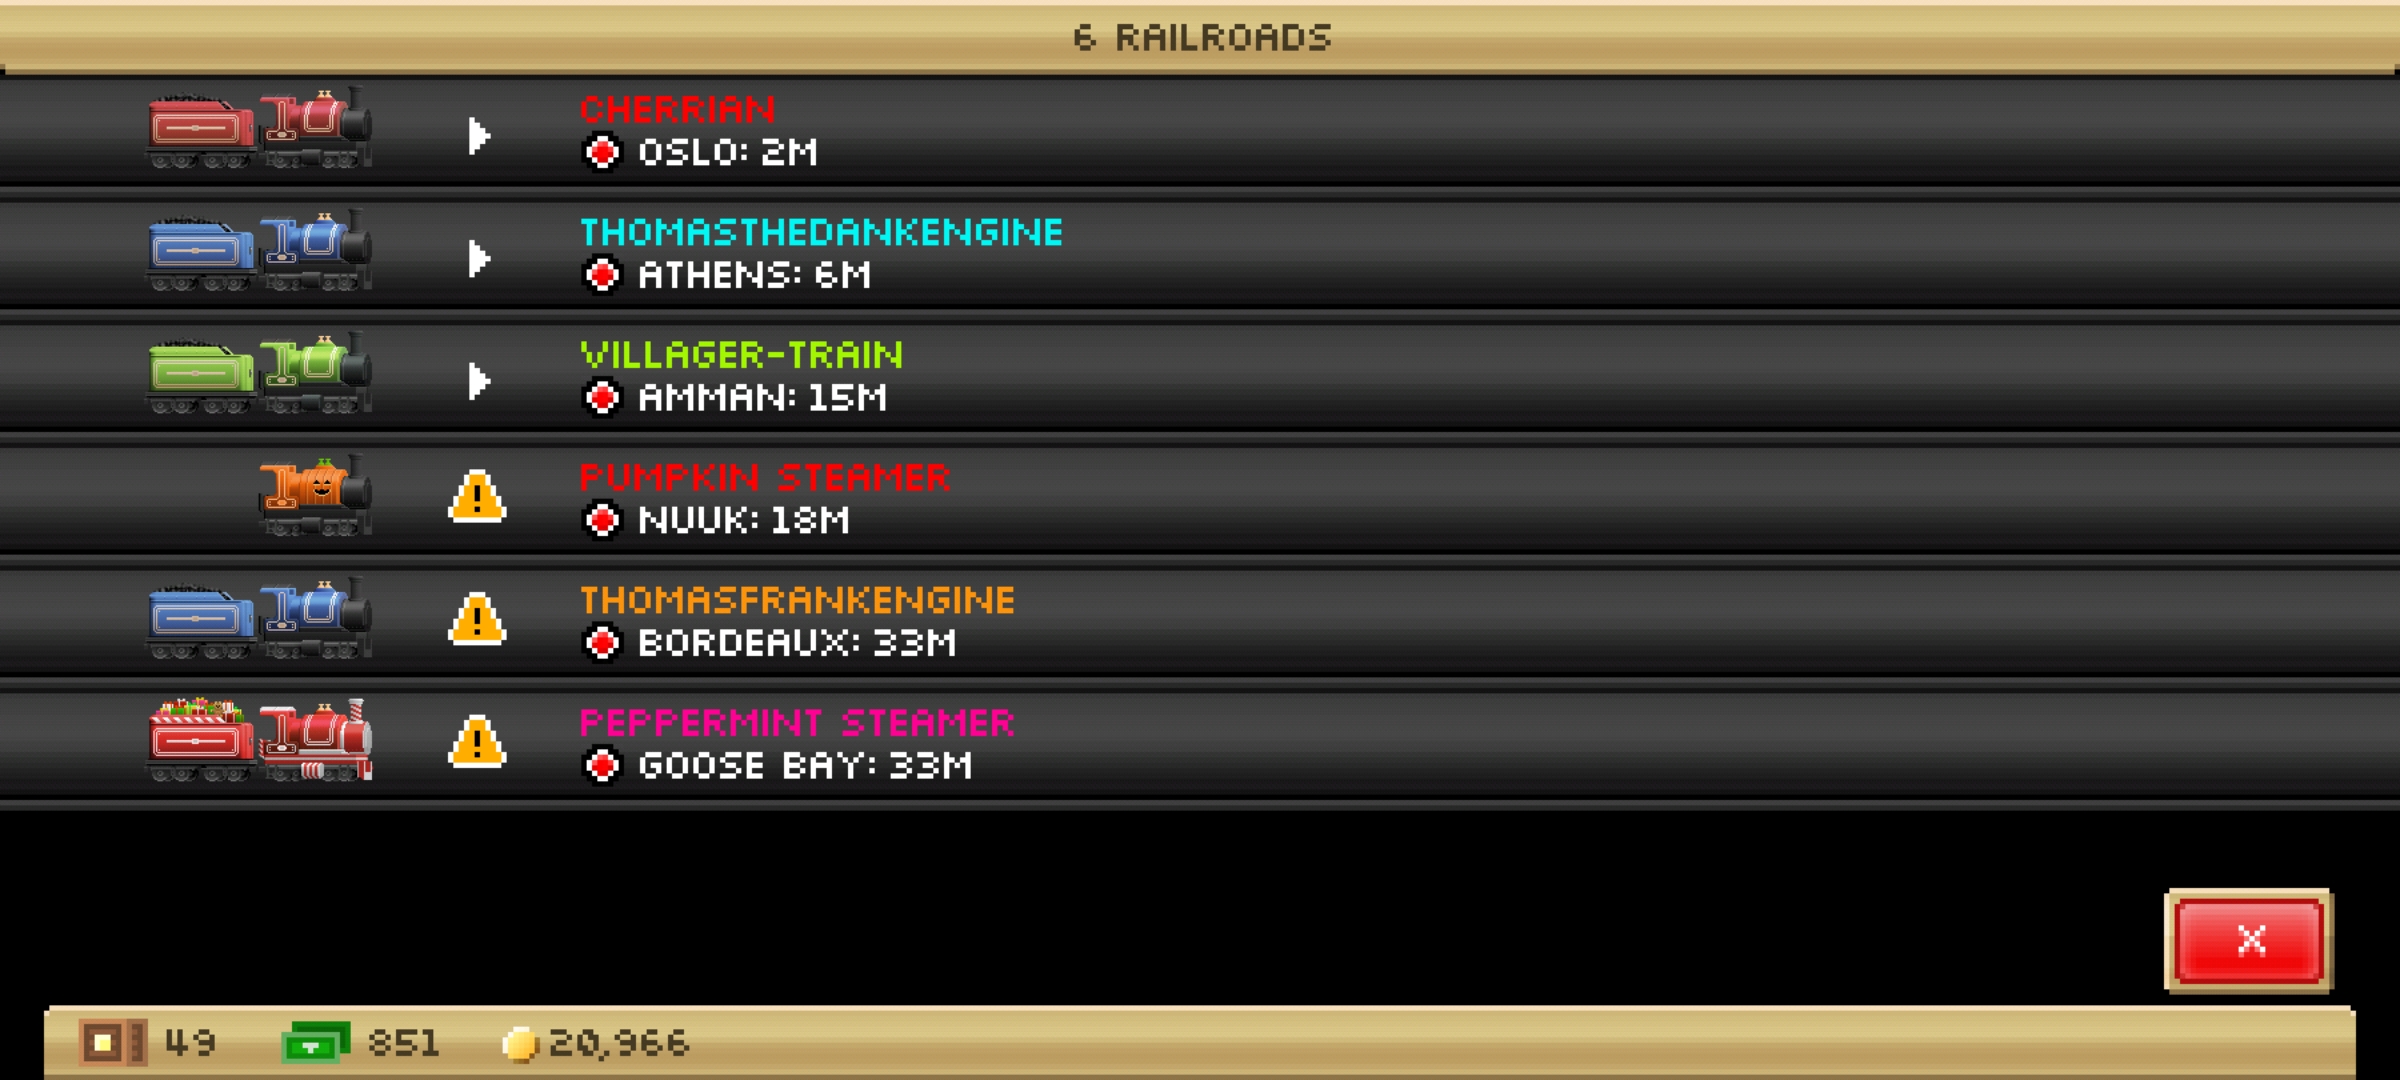 6 RAILROADS
CHERRIAN
OSLO: 2M
THOMASTHEDANKENGINE
ATHENS: 6M
VILLAGER-TRAIN
AMMAN: 15M
PUMPKIN STEAMER
NUUK: 18M
THOMASFRANKENGINE
BORDEAUX: 33M
PEPPERMINT STEAMER
GOOSE BAY: 33M
X
49 851 20,966